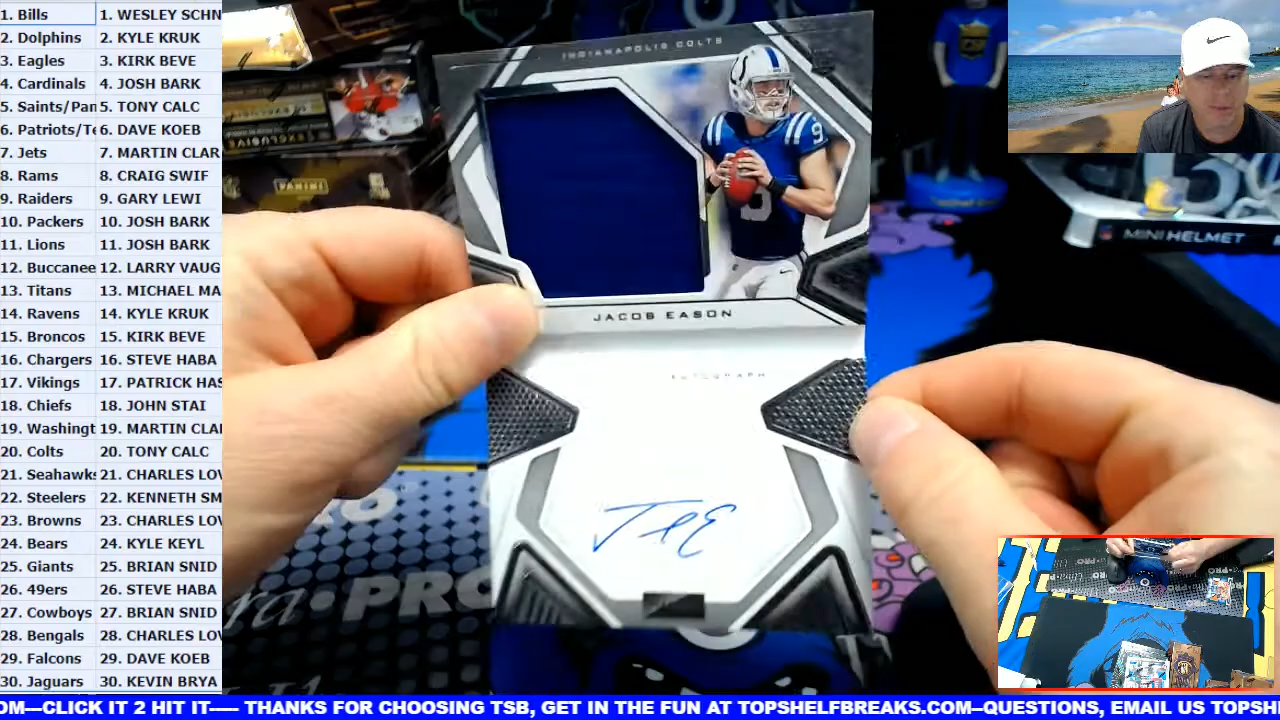 1. Bills 1. WESLEY SCHN
2. Dolphins 2. KYLE KRUK
3. Eagles 3. KIRK BEVE
4. Cardinals 4. JOSH BARK
5. Saints/Pan 5. TONY CALC
6. Patriots/Te 6. DAVE KOEB
7. Jets 7. MARTIN CLAR
8. Rams 8. CRAIG SWIF
9. Raiders 9. GARY LEWI
10. Packers 10. JOSH BARK
11. Lions 11. JOSH BARK
12. Buccanee 12. LARRY VAUG
13. Titans 13. MICHAEL MA
14. Ravens 14. KYLE KRUK
15. Broncos 15. KIRK BEVE
16. Chargers 16. STEVE HABA
17. Vikings 17. PATRICK HAS
18. Chiefs 18. JOHN STAI
19. Washingt 19. MARTIN CLAI
20. Colts 20. TONY CALC
21. Seahawks 21. CHARLES LOV
22. Steelers 22. KENNETH SM
23. Browns 23. CHARLES LOV
24. Bears 24. KYLE KEYL
25. Giants 25. BRIAN SNID
26. 49ers 26. STEVE HABA
27. Cowboys 27. BRIAN SNID
28. Bengals 28. CHARLES LOV
29. Falcons 29. DAVE KOEB
30. Jaguars 30. KEVIN BRYA
INDIANAPOLIS COLTS
9
JACOB EASON
AUTOGRAPH
PANINI
MINI HELMET
PRO
OM---CLICK IT 2 HIT IT----- THANKS FOR CHOOSING TSB, GET IN THE FUN AT TOPSHELFBREAKS.COM--QUESTIONS, EMAIL US TOPSH